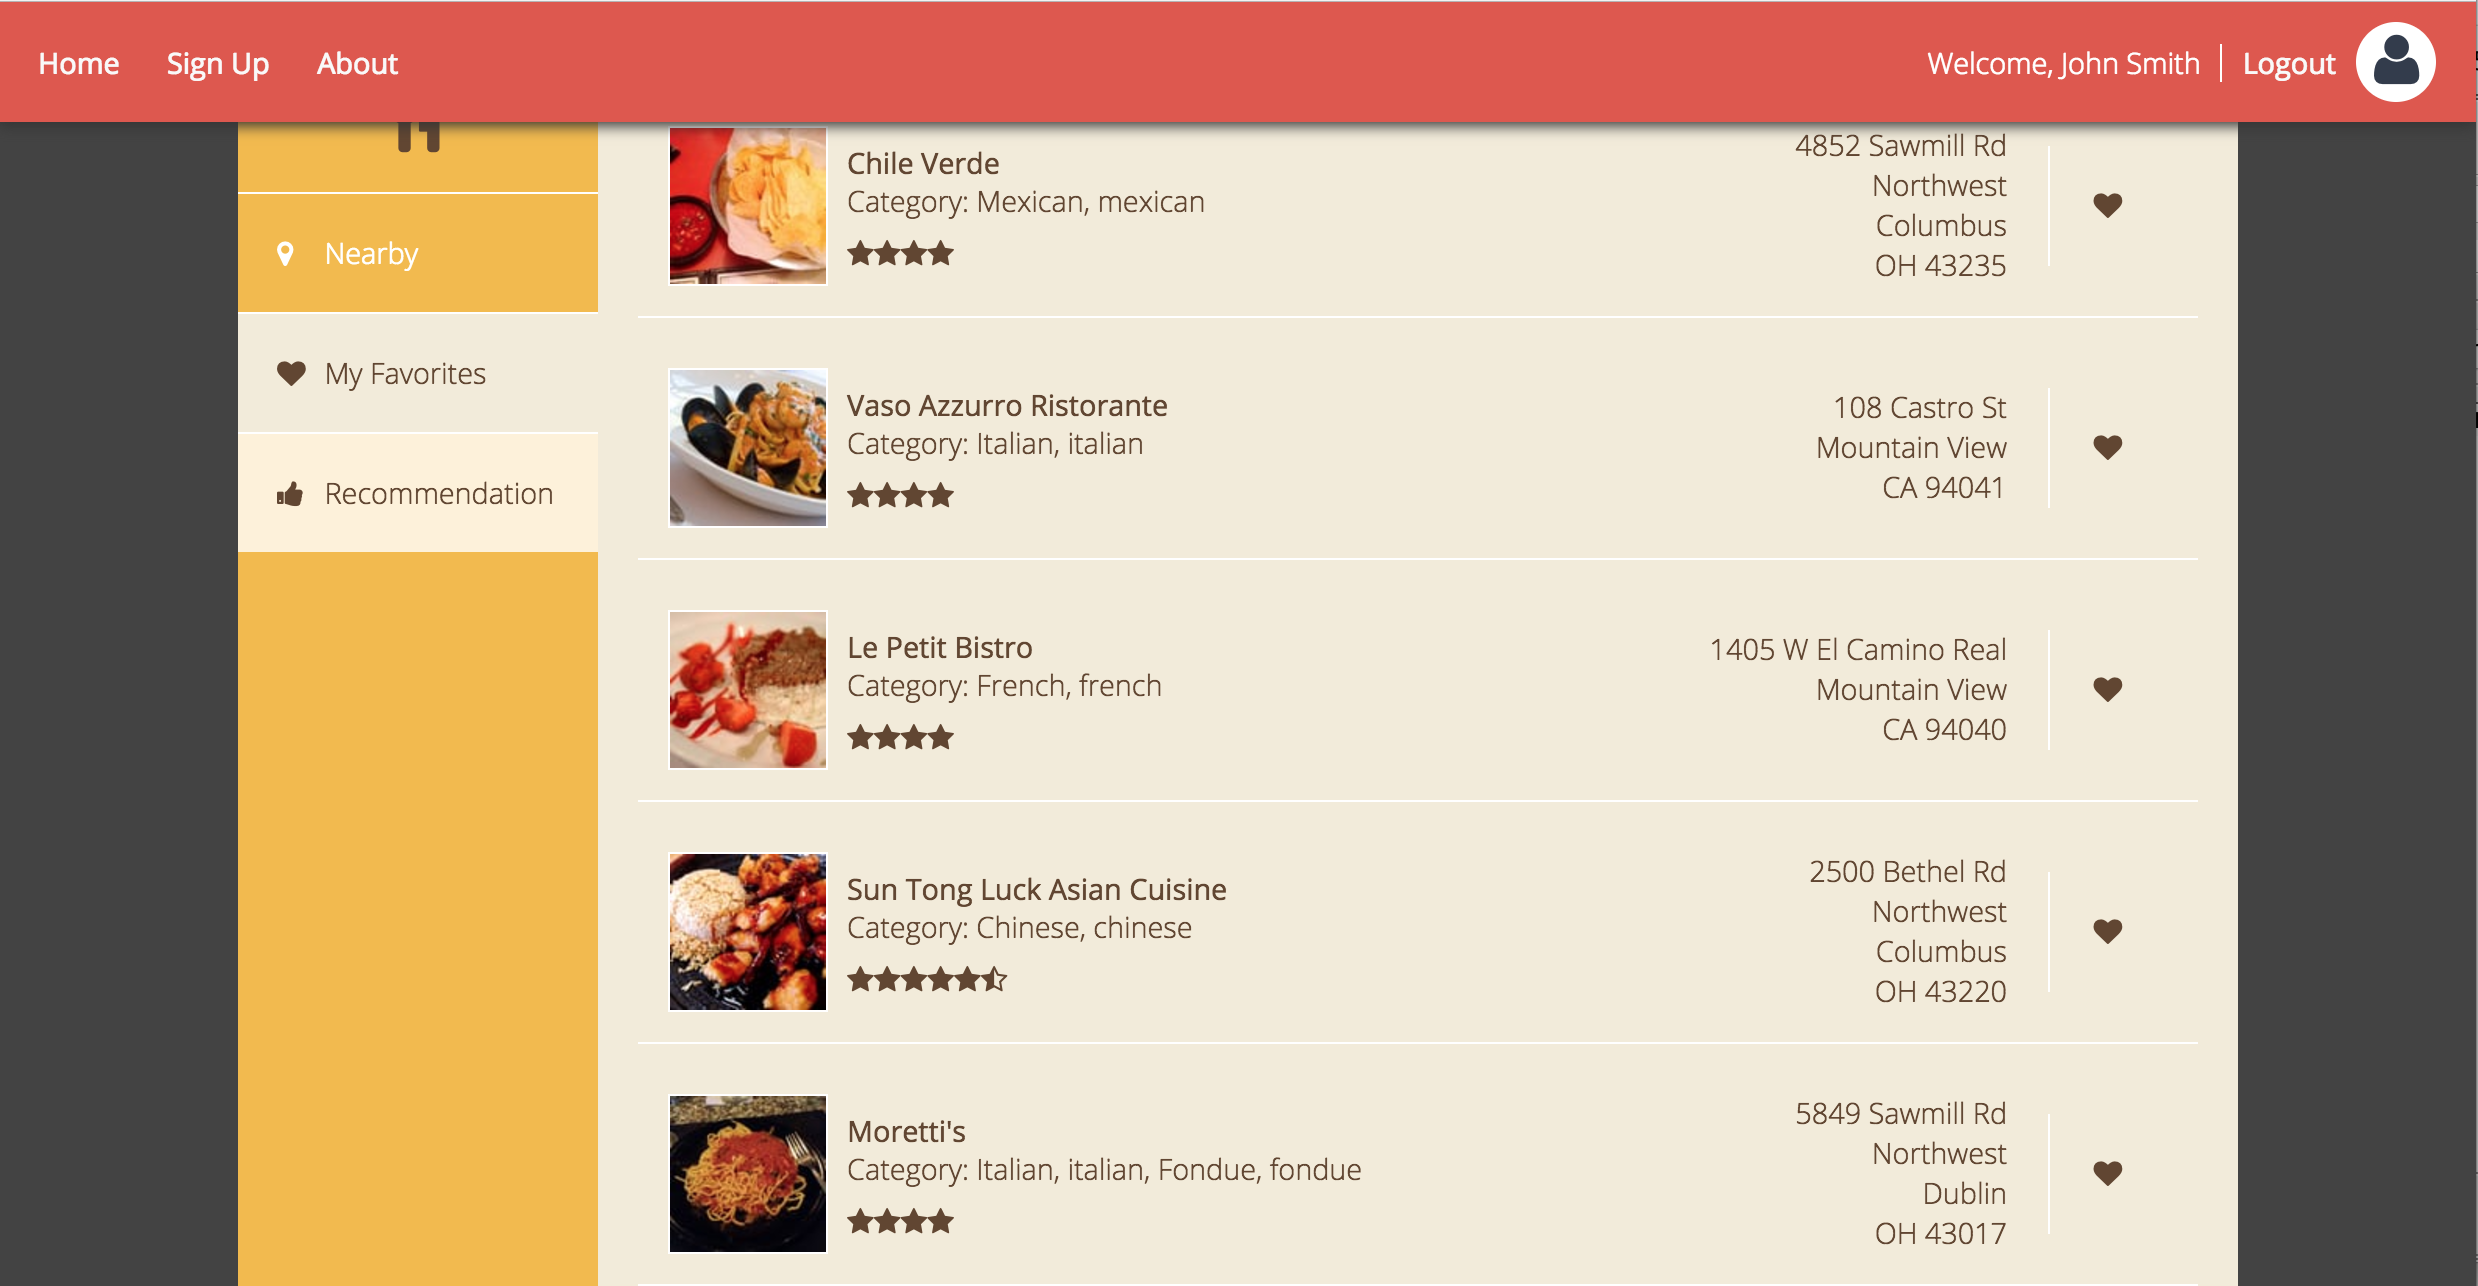 Home Sign Up About Welcome, John Smith Logout
Nearby
My Favorites
Recommendation
Chile Verde
Category: Mexican, mexican
4852 Sawmill Rd
Northwest
Columbus
OH 43235
Vaso Azzurro Ristorante
Category: Italian, italian
108 Castro St
Mountain View
CA 94041
Le Petit Bistro
Category: French, french
1405 W El Camino Real
Mountain View
CA 94040
Sun Tong Luck Asian Cuisine
Category: Chinese, chinese
2500 Bethel Rd
Northwest
Columbus
OH 43220
Moretti's
Category: Italian, italian, Fondue, fondue
5849 Sawmill Rd
Northwest
Dublin
OH 43017